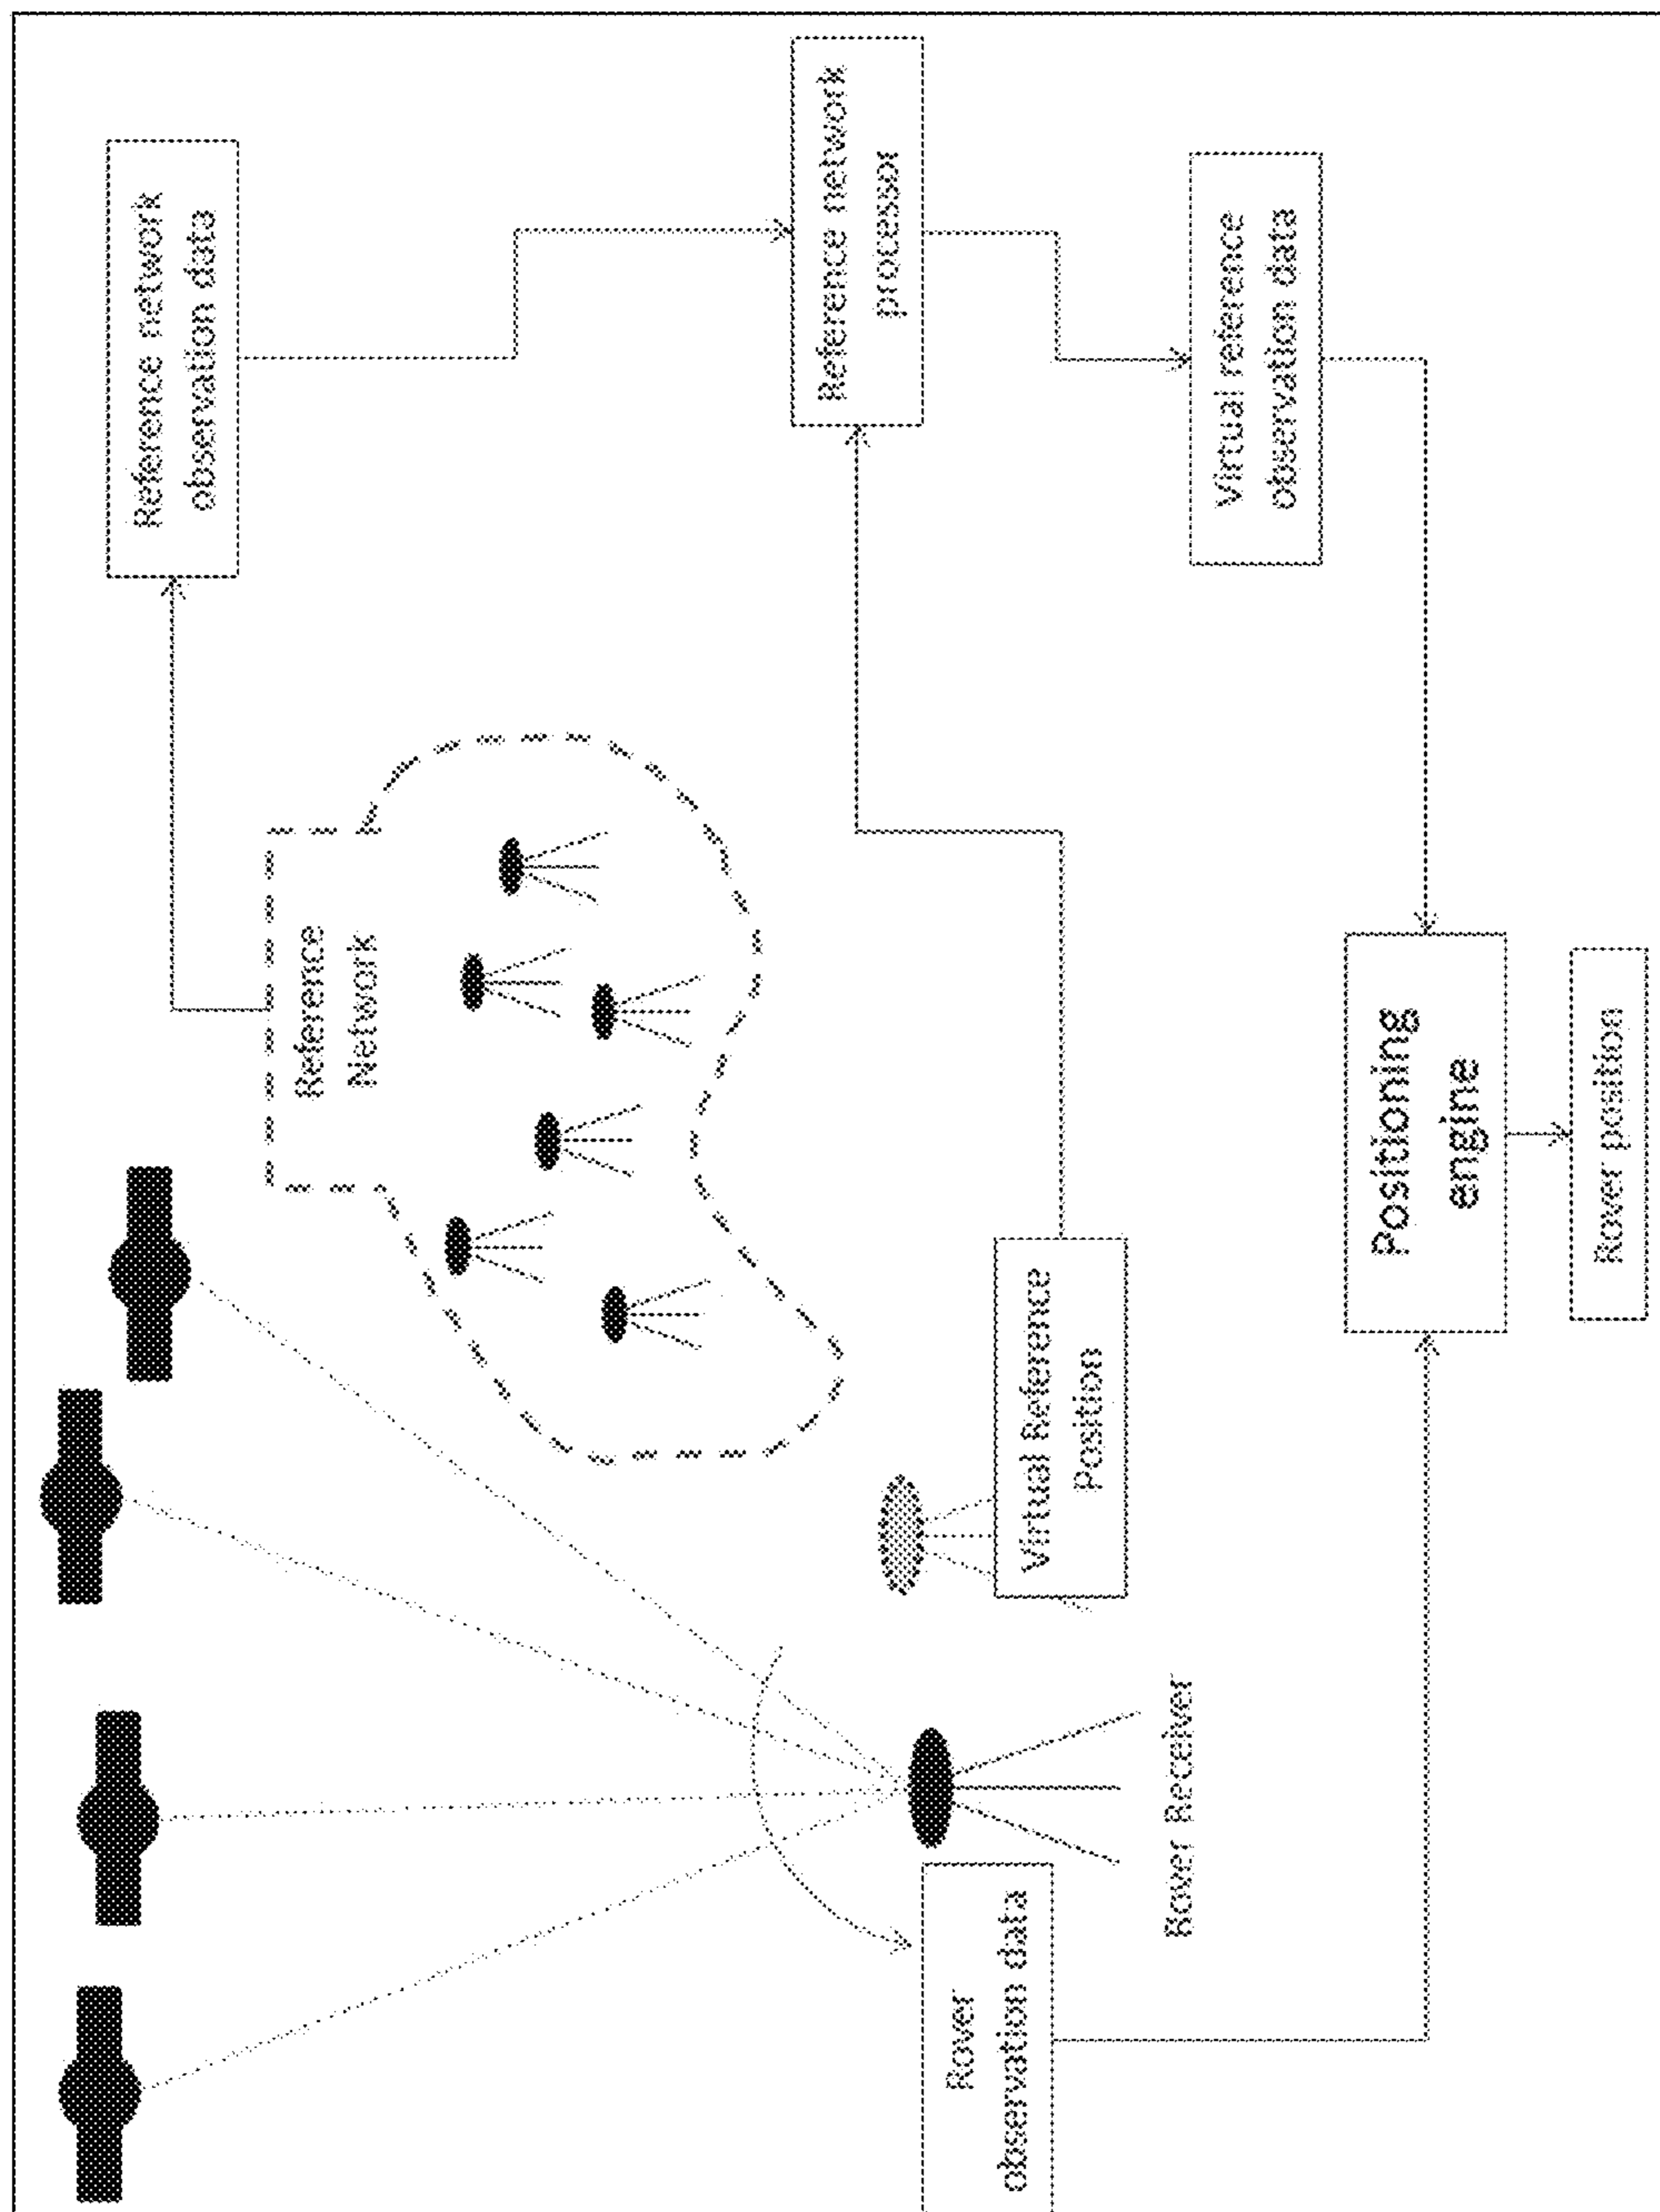 Reference network
observation data
Reference
Network
Reference network
processor
Virtual Reference
Position
Rover
observation data
Rover Receiver
Virtual reference
observation data
Positioning
engine
Rover position